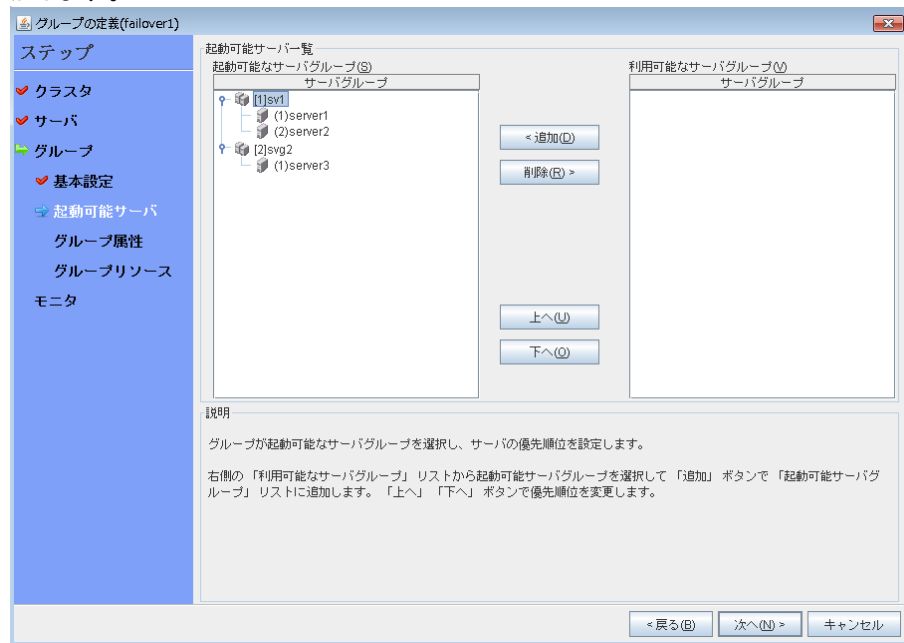 グループの定義(failover1)
ステップ
クラスタ
サーバ
グループ
基本設定
起動可能サーバ
グループ属性
グループリソース
モニタ
起動可能サーバ一覧
起動可能なサーバグループ(S)
サーバグループ
[1]sv1
(1)server1
(2)server2
[2]svg2
(1)server3
< 追加(D)
削除(R) >
上へ(U)
下へ(O)
利用可能なサーバグループ(V)
サーバグループ
説明
グループが起動可能なサーバグループを選択し、サーバの優先順位を設定します。
右側の「利用可能なサーバグループ」リストから起動可能サーバグループを選択して「追加」ボタンで「起動可能サーバグ
ループ」リストに追加します。「上へ」「下へ」ボタンで優先順位を変更します。
< 戻る(B)
次へ(N) >
キャンセル